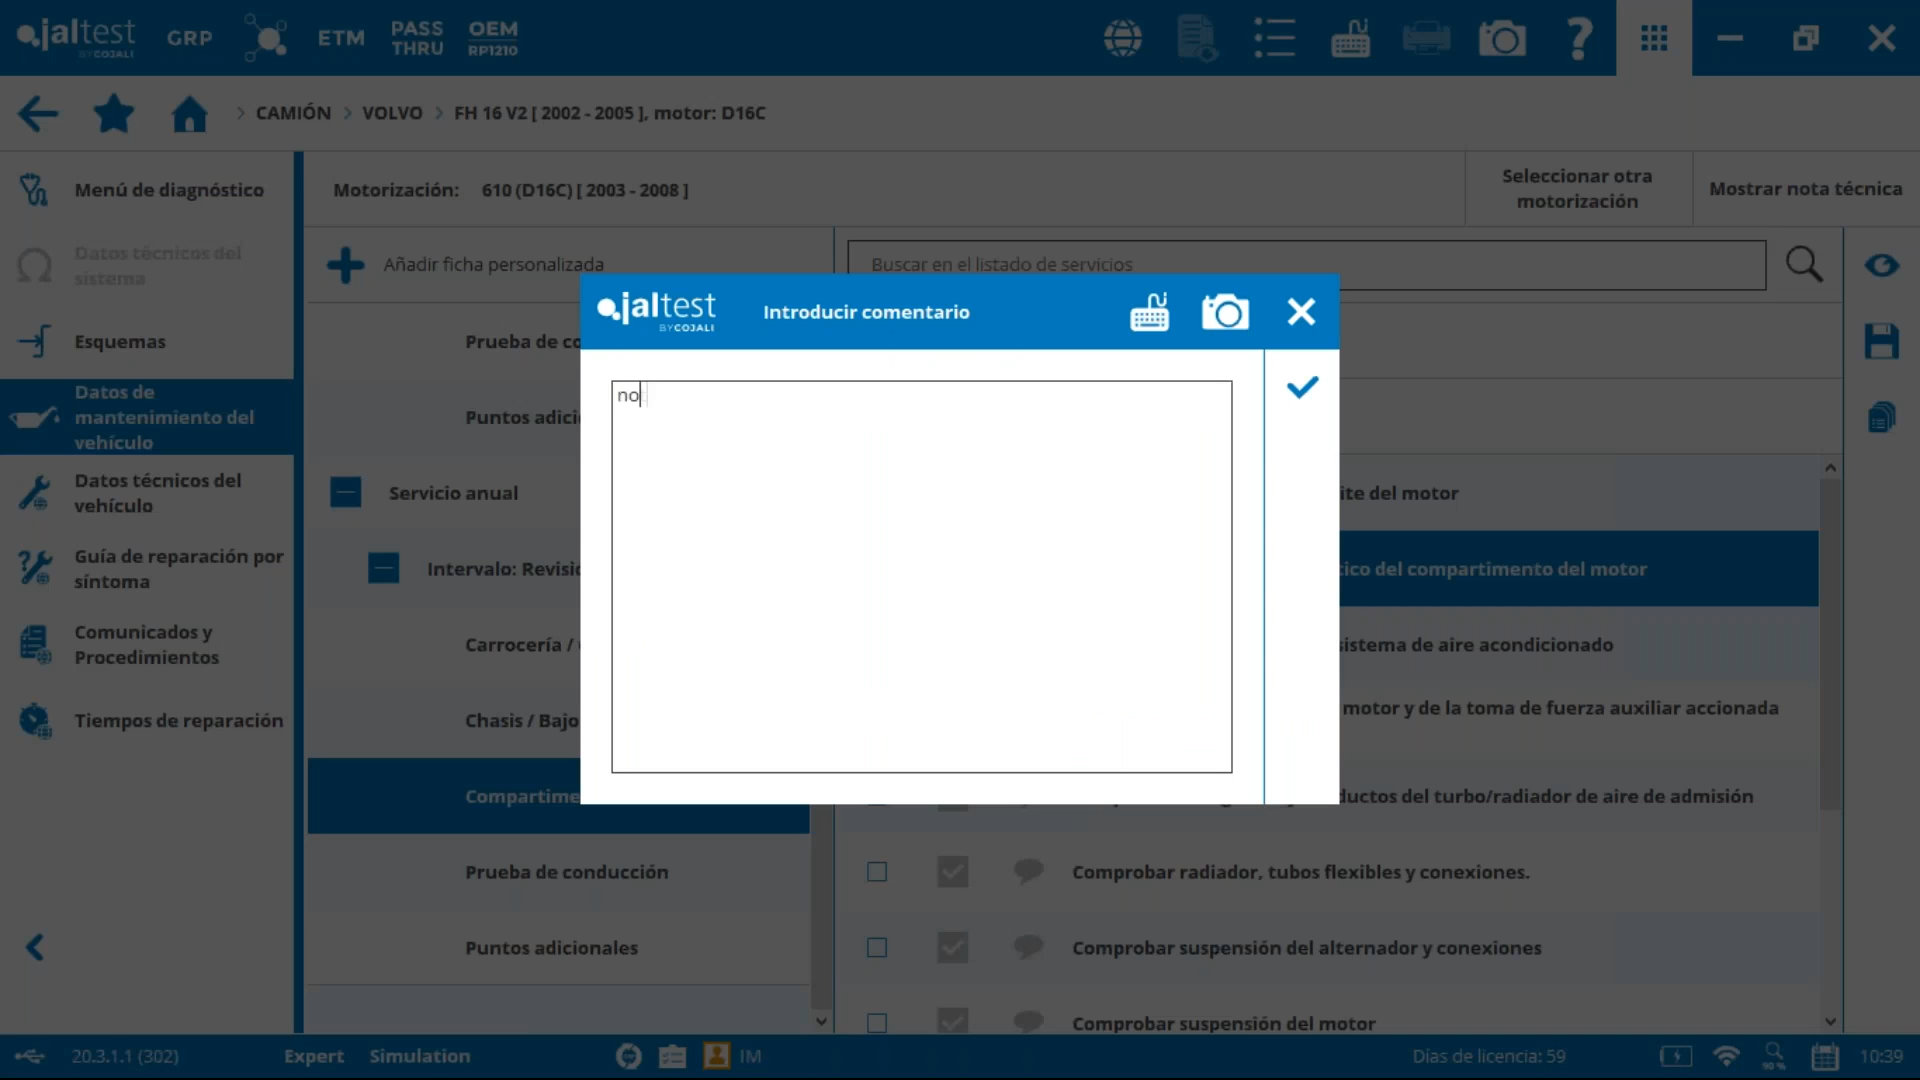 jaltest
BY COJALI
GRP
ETM
PASS
THRU
OEM
RP1210
CAMIÓN > VOLVO > FH 16 V2 [ 2002 - 2005 ], motor: D16C
Menú de diagnóstico
Datos técnicos del
sistema
Esquemas
Datos de
mantenimiento del
vehículo
Datos técnicos del
vehículo
Guía de reparación por
síntoma
Comunicados y
Procedimientos
Tiempos de reparación
Motorización: 610 (D16C) [ 2003 - 2008 ]
Seleccionar otra
motorización
Mostrar nota técnica
Añadir ficha personalizada
Buscar en el listado de servicios
Prueba de co
Puntos adici
Servicio anual
Intervalo: Revisi
Carrocería /
Chasis / Bajo
Compartime
Prueba de conducción
Puntos adicionales
jaltest
BY COJALI
Introducir comentario
no
ite del motor
ico del compartimento del motor
istema de aire acondicionado
motor y de la toma de fuerza auxiliar accionada
ductos del turbo/radiador de aire de admisión
Comprobar radiador, tubos flexibles y conexiones.
Comprobar suspensión del alternador y conexiones
Comprobar suspensión del motor
20.3.1.1 (302)
Expert
Simulation
IM
Días de licencia: 59
90 %
10:39